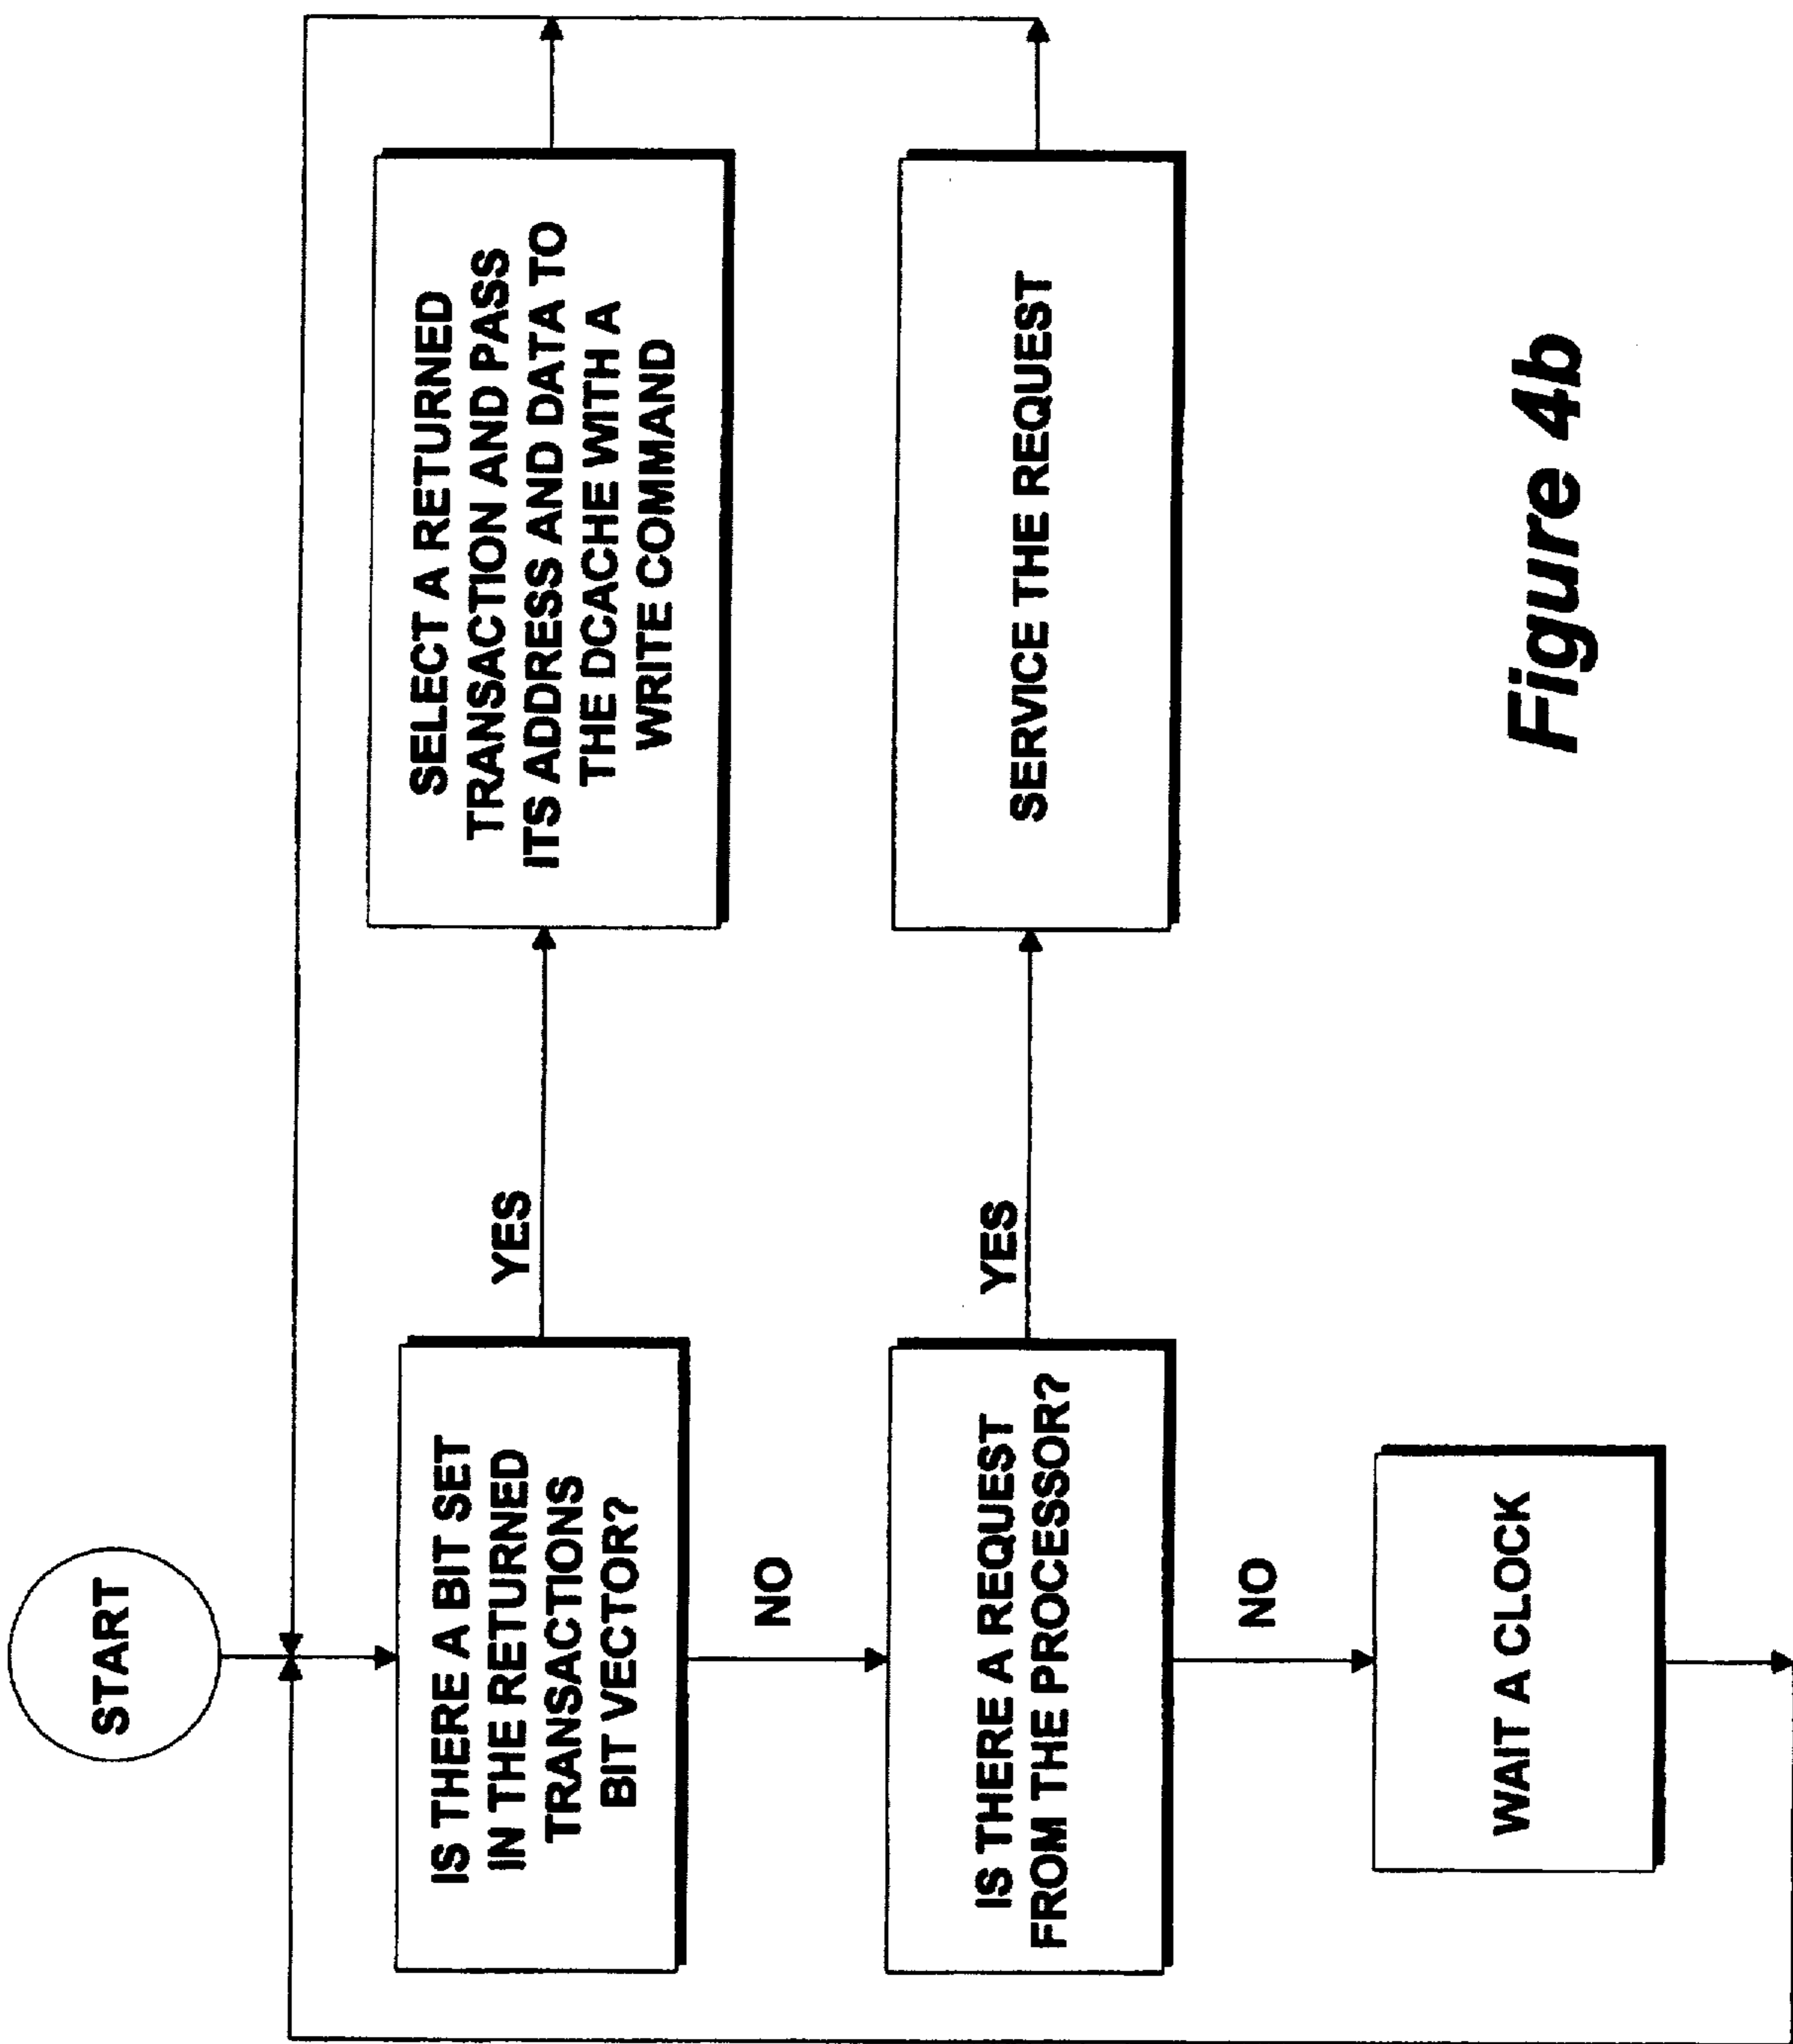 START
IS THERE A BIT SET
IN THE RETURNED
TRANSACTIONS
BIT VECTOR?
YES
SELECT A RETURNED
TRANSACTION AND PASS
ITS ADDRESS AND DATA TO
THE DCACHE WITH A
WRITE COMMAND
NO
IS THERE A REQUEST
FROM THE PROCESSOR?
YES
SERVICE THE REQUEST
NO
WAIT A CLOCK
Figure 4b